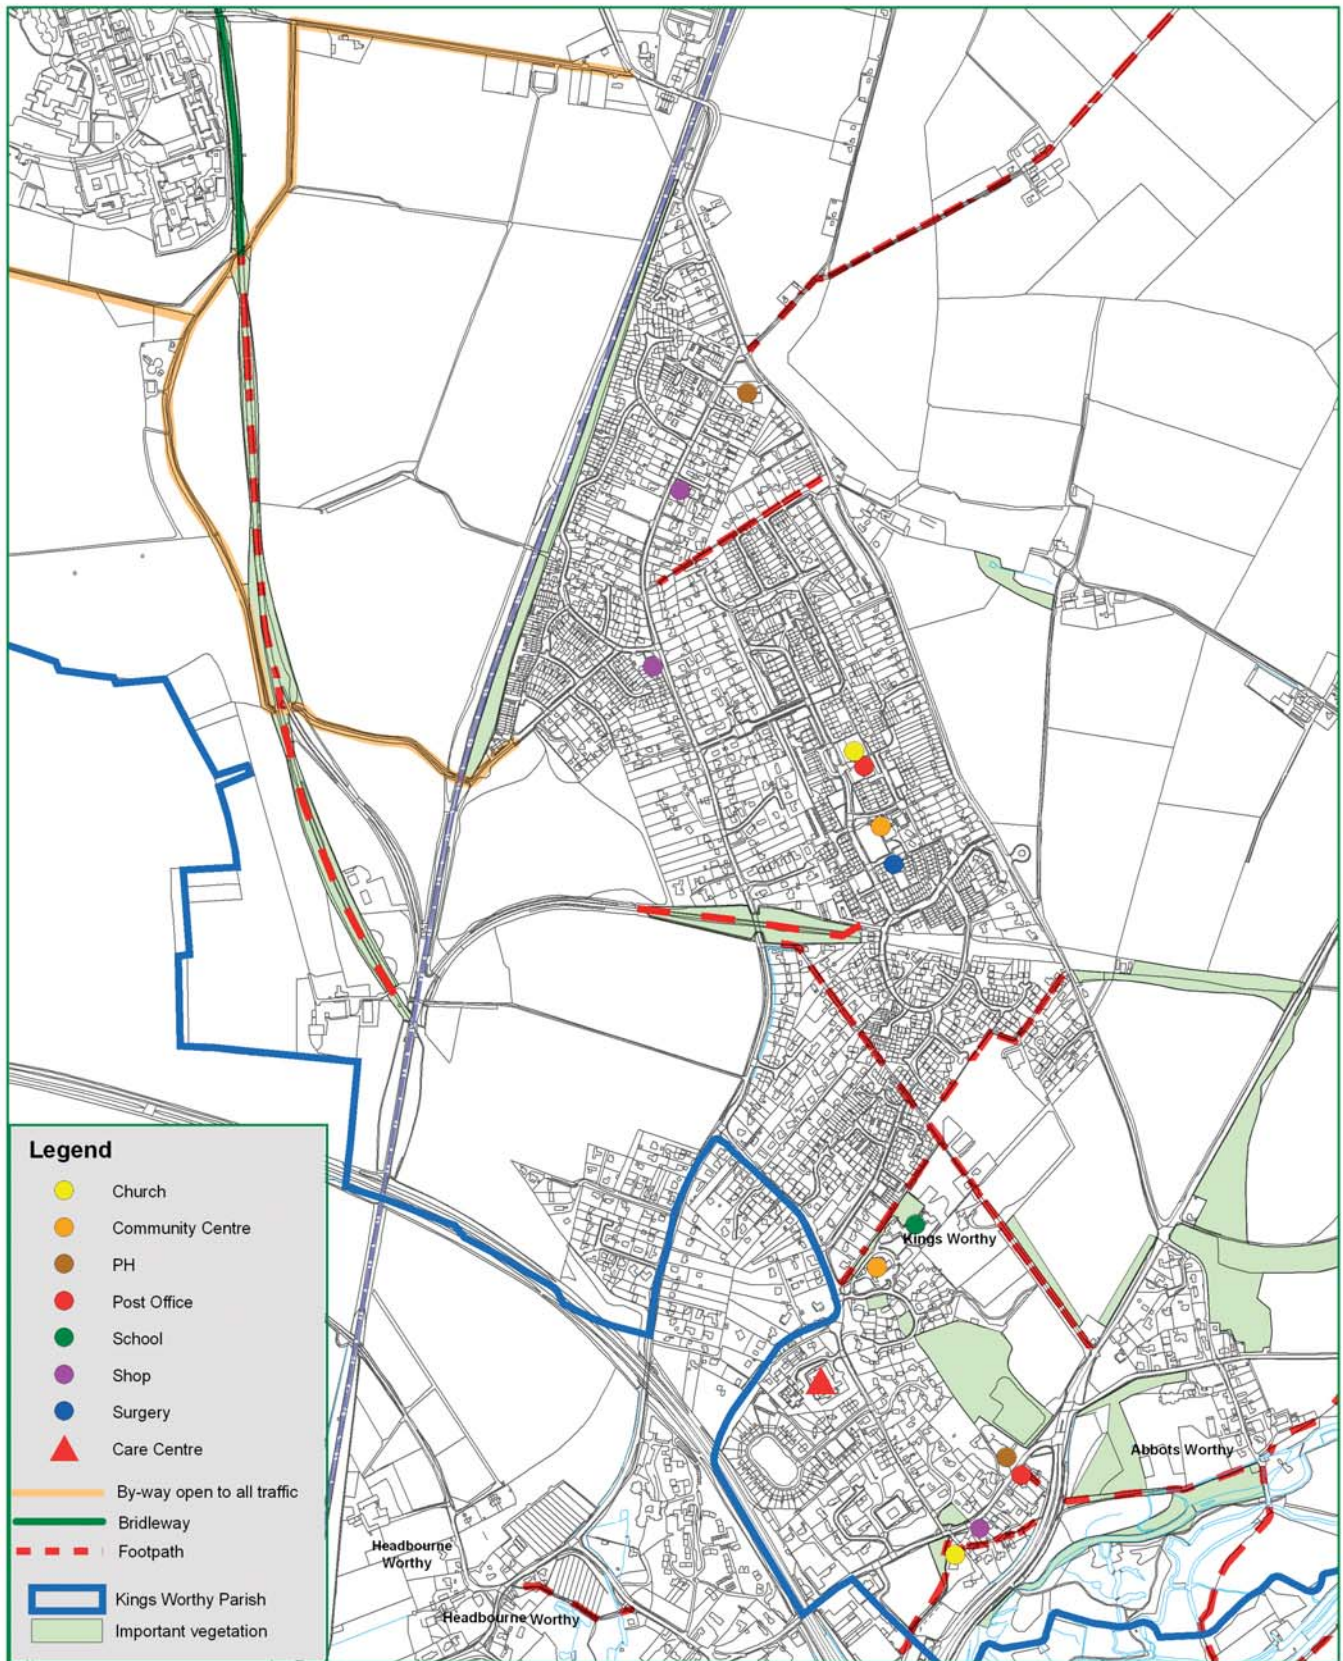 Kings Worthy
Abbots Worthy
Headbourne
Worthy
Headbourne Worthy
Legend
Church
Community Centre
PH
Post Office
School
Shop
Surgery
Care Centre
By-way open to all traffic
Bridleway
Footpath
Kings Worthy Parish
Important vegetation